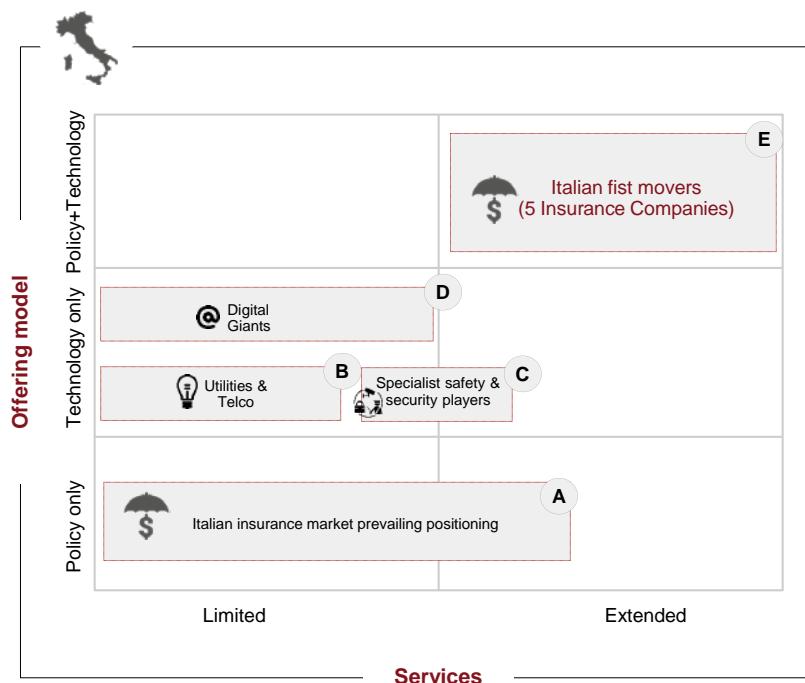 Offering model
Policy+Technology
E
Italian fist movers
(5 Insurance Companies)
$
Technology only
D
@ Digital
Giants
B
Utilities &
Telco
C
Specialist safety &
security players
Policy only
A
$
Italian insurance market prevailing positioning
Limited
Extended
Services